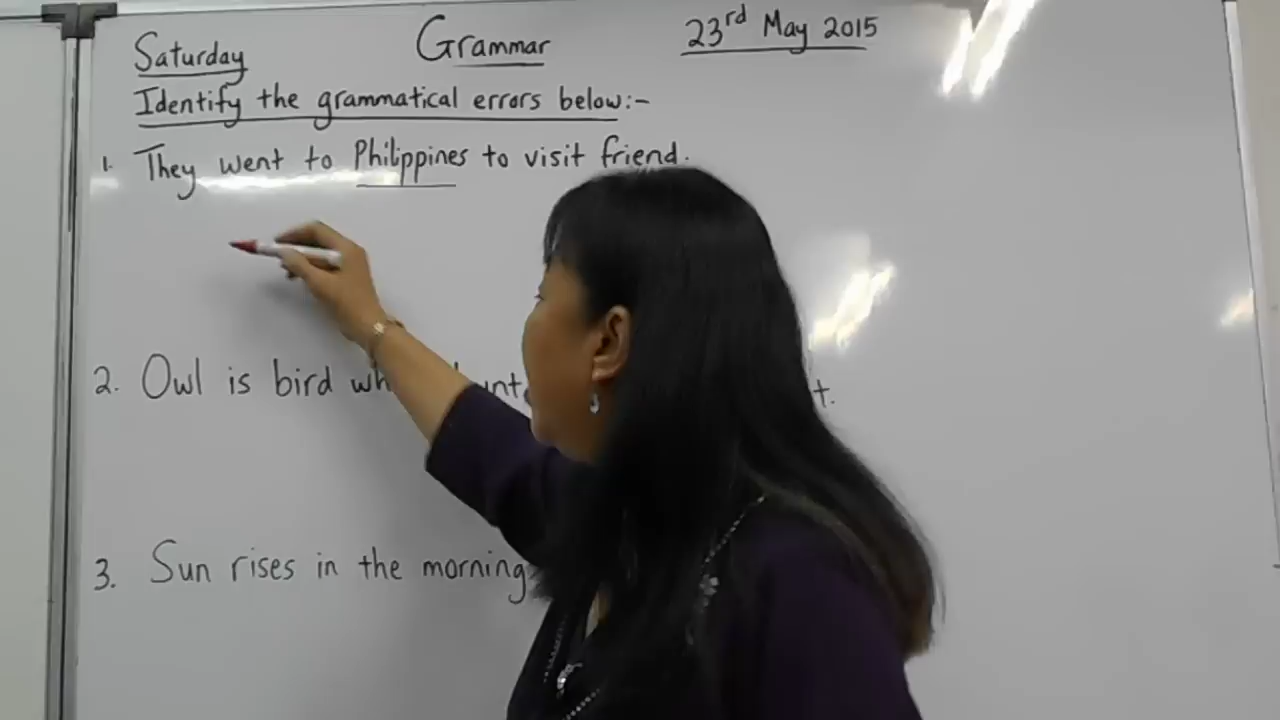 Saturday Grammar 23rd May 2015
Identify the grammatical errors below:-
1. They went to Philippines to visit friend.
2. Owl is bird
3. Sun rises in the morning